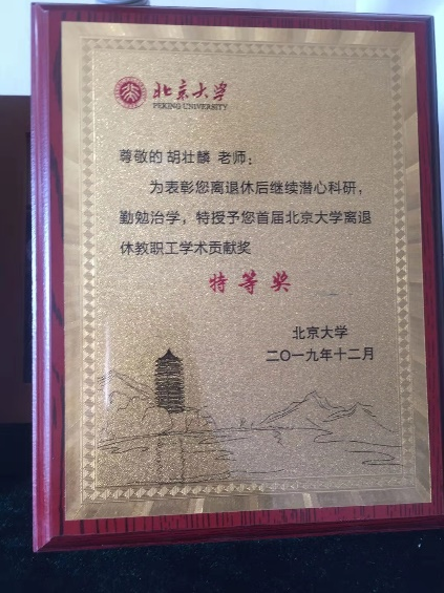 北京大学
PEKING UNIVERSITY
尊敬的 胡壮麟 老师：
为表彰您离退休后继续潜心科研，
勤勉治学，特授予您首届北京大学离退
休教职工学术贡献奖
特等奖
北京大学
二〇一九年十二月